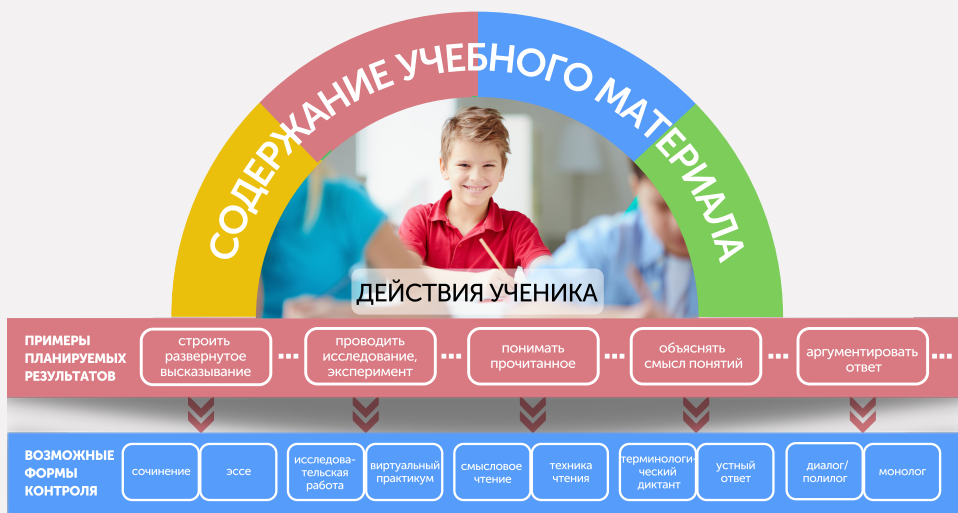 СОДЕРЖАНИЕ УЧЕБНОГО МАТЕРИАЛА
ДЕЙСТВИЯ УЧЕНИКА
ПРИМЕРЫ
ПЛАНИРУЕМЫХ
РЕЗУЛЬТАТОВ
строить
развернутое
высказывание
...
проводить
исследование,
эксперимент
...
понимать
прочитанное
...
объяснять
смысл понятий
...
аргументировать
ответ
...
ВОЗМОЖНЫЕ
ФОРМЫ
КОНТРОЛЯ
сочинение
эссе
исследова-
тельская
работа
виртуальный
практикум
смысловое
чтение
техника
чтения
терминологи-
ческий
диктант
устный
ответ
диалог/
полилог
монолог